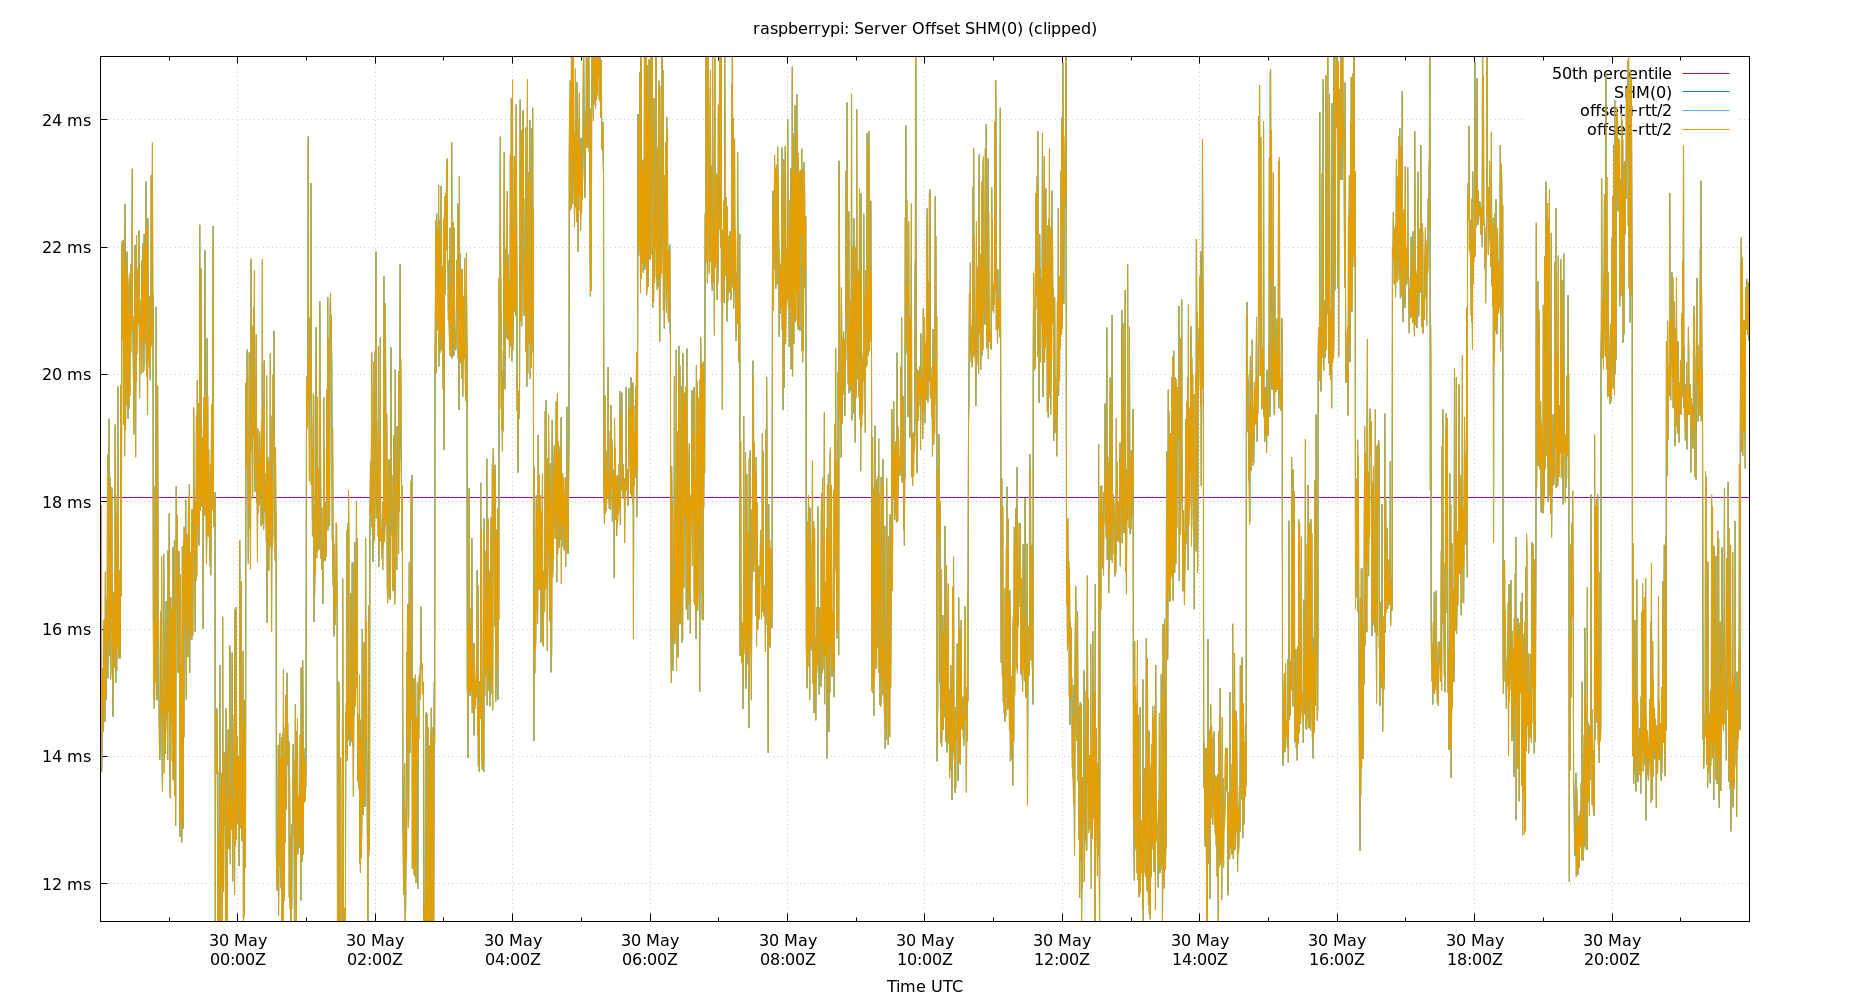 raspberrypi: Server Offset SHM(0) (clipped)
50th percentile
SHM(0)
offset+rtt/2
offset-rtt/2
24 ms
22 ms
20 ms
18 ms
16 ms
14 ms
12 ms
30 May 30 May 30 May 30 May 30 May 30 May 30 May 30 May 30 May 30 May 30 May
00:00Z 02:00Z 04:00Z 06:00Z 08:00Z 10:00Z 12:00Z 14:00Z 16:00Z 18:00Z 20:00Z
Time UTC